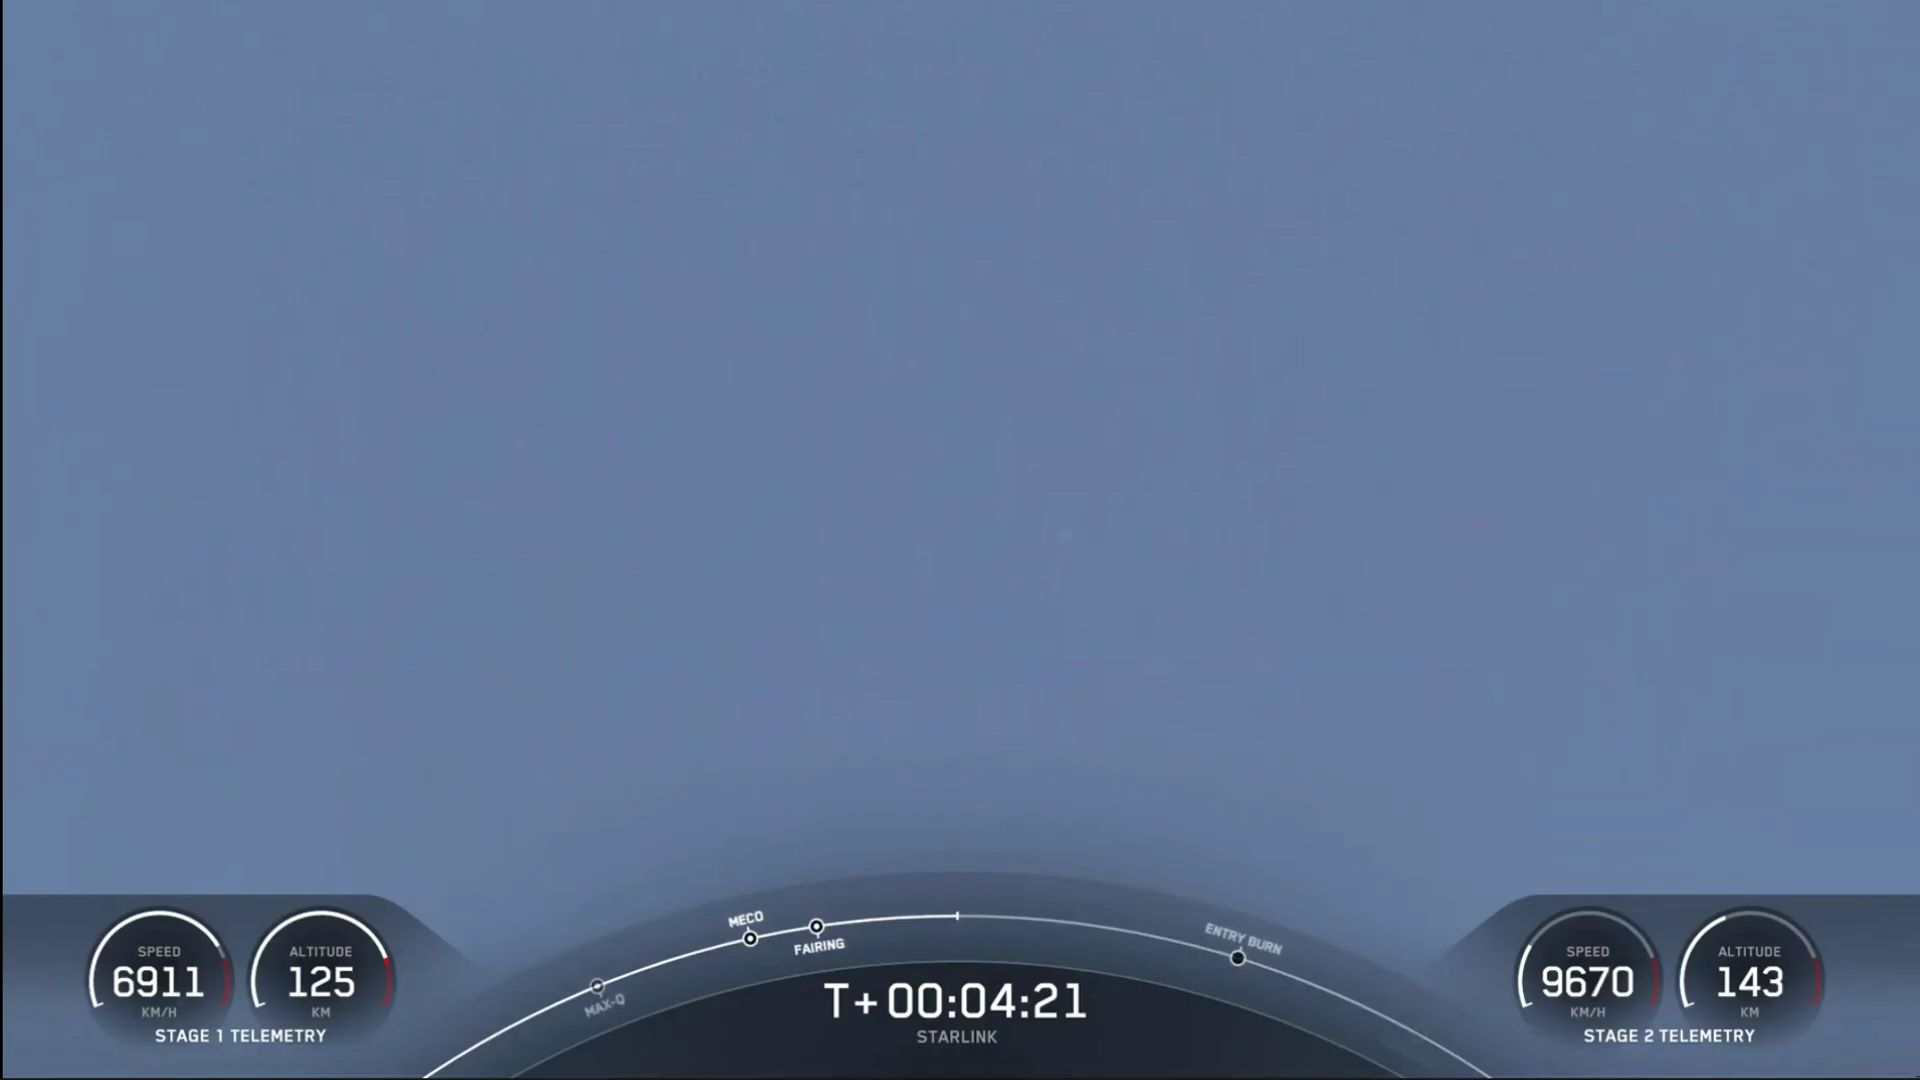 MECO
FAIRING
MAX-Q
ENTRY BURN
SPEED
6911
KM/H
ALTITUDE
125
KM
STAGE 1 TELEMETRY
T+00:04:21
STARLINK
SPEED
9670
KM/H
ALTITUDE
143
KM
STAGE 2 TELEMETRY